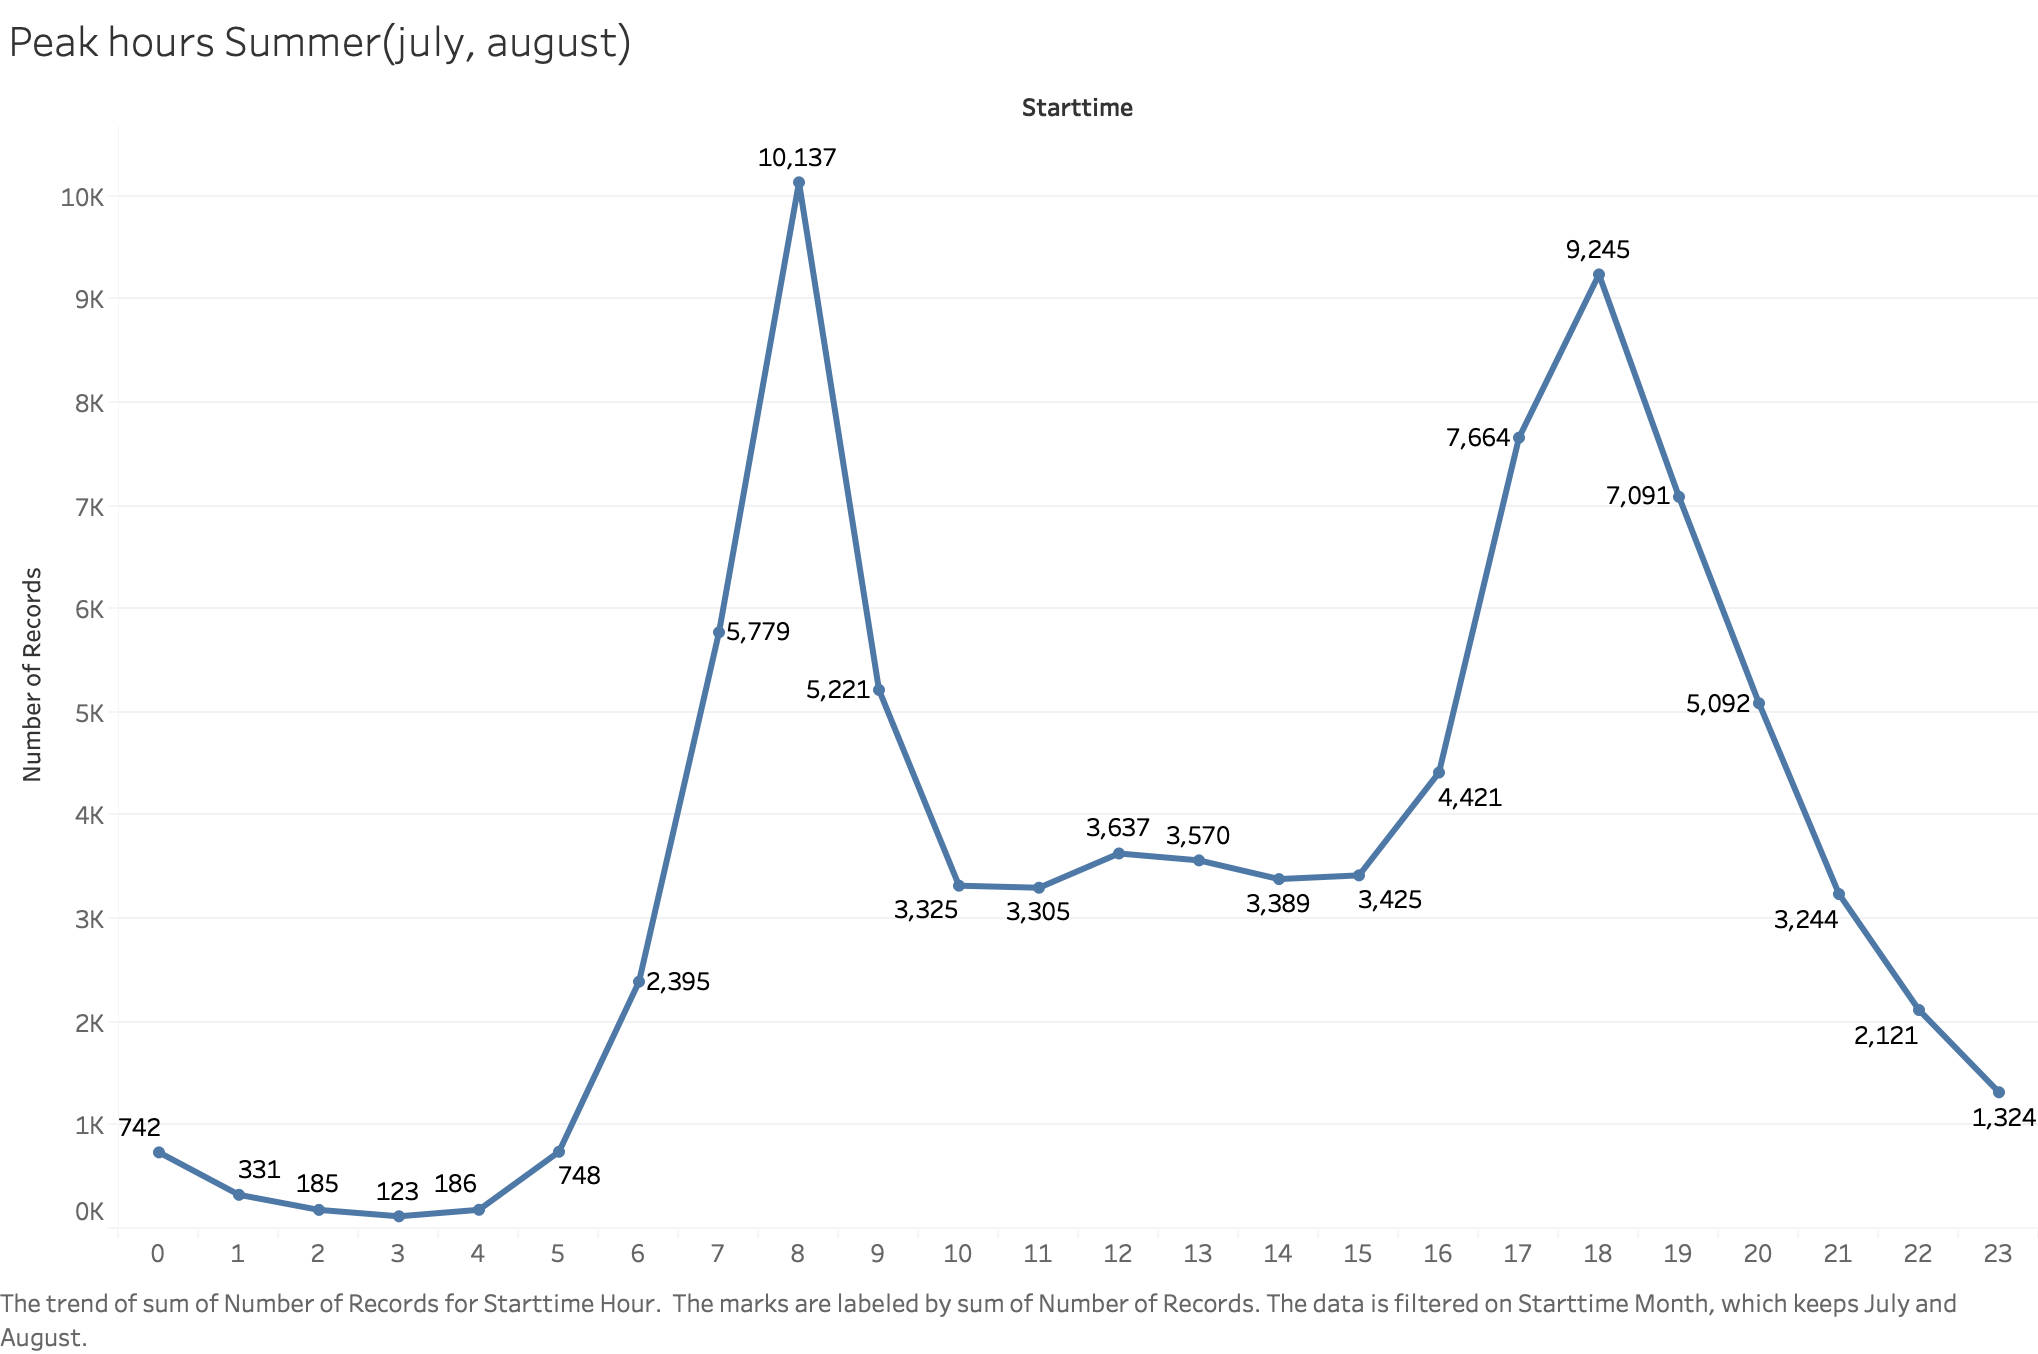 Peak hours Summer(july, august)
Starttime
10,137
10K
9,245
9K
8K
7,664
7K
7,091
6K
5,779
5,221
5,092
5K
Number of Records
4,421
4K
3,637
3,570
3,325
3,305
3,389
3,425
3,244
3K
2,395
2K
2,121
1,324
1K
742
331
185
123
186
748
0K
0 1 2 3 4 5 6 7 8 9 10 11 12 13 14 15 16 17 18 19 20 21 22 23
The trend of sum of Number of Records for Starttime Hour.  The marks are labeled by sum of Number of Records. The data is filtered on Starttime Month, which keeps July and
August.